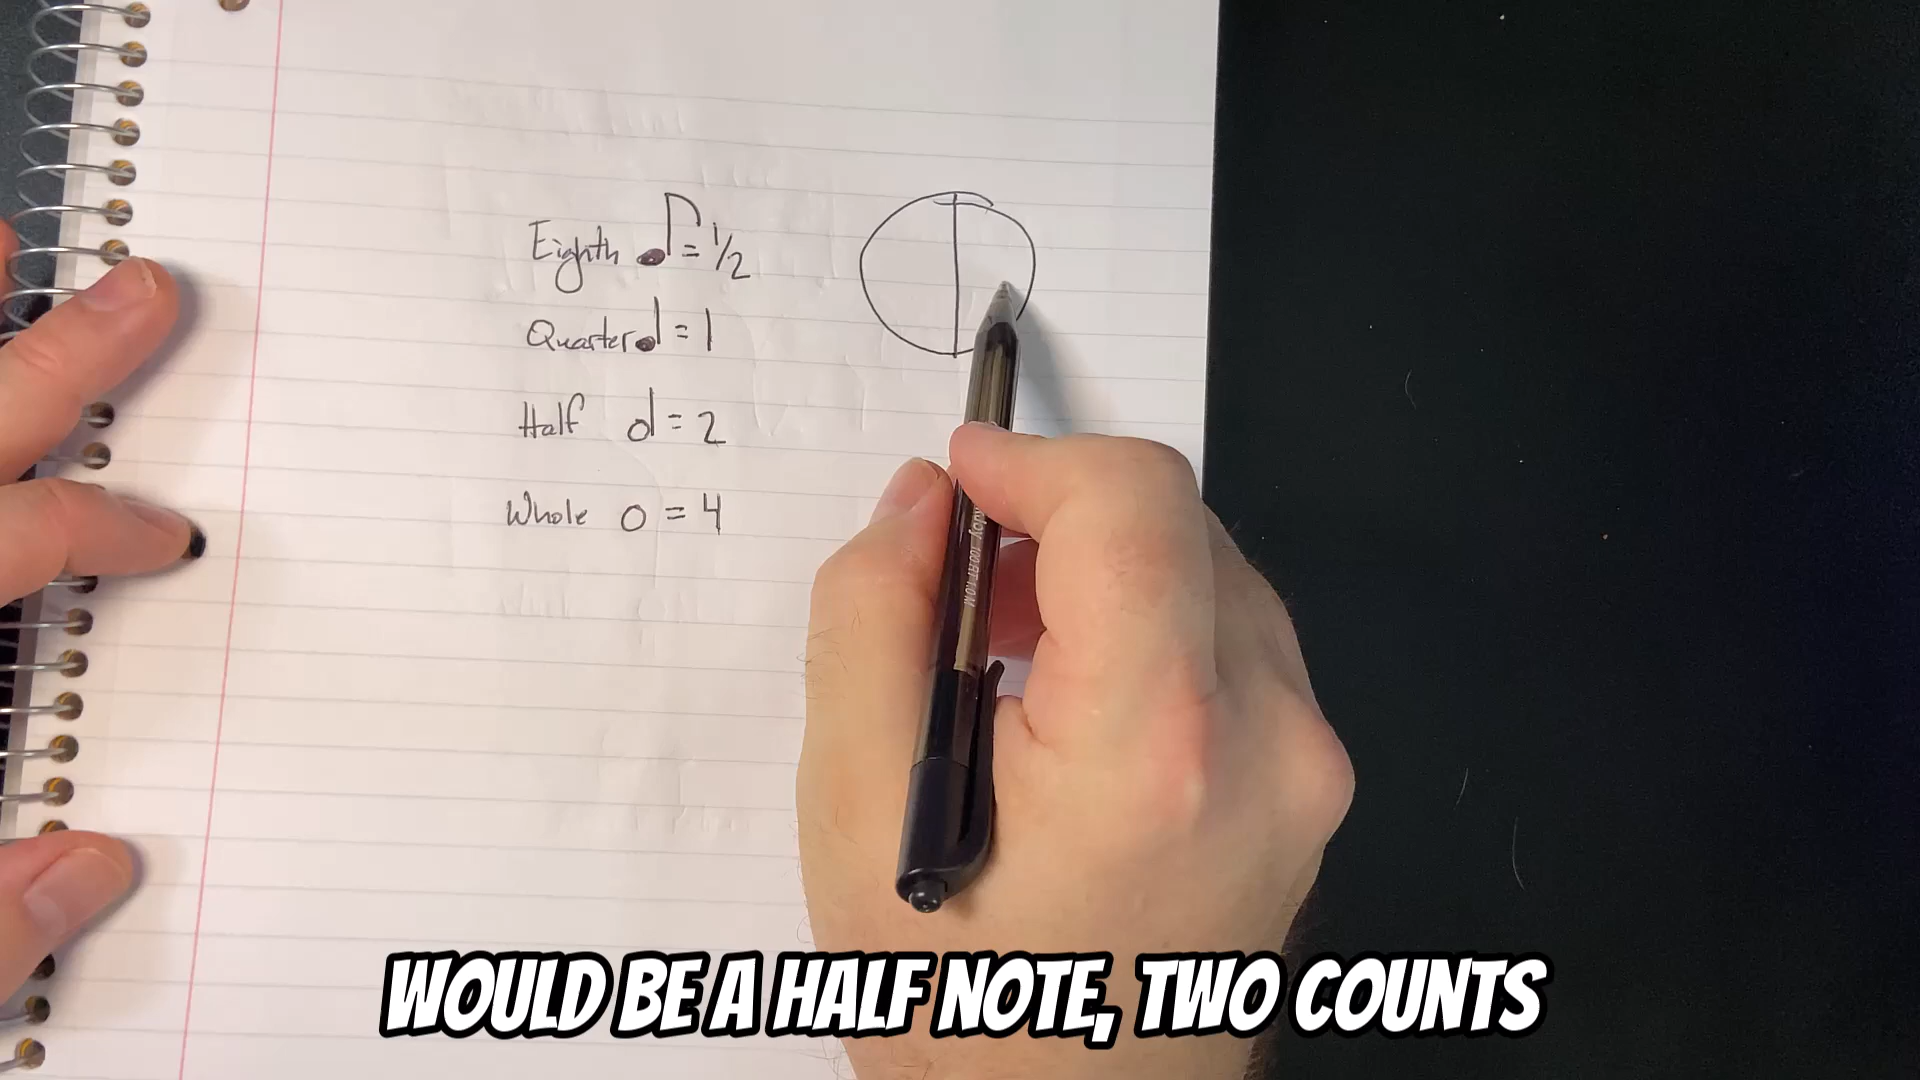 Eighth ♪ = 1/2
Quarter ♩ = 1
Half 𝅗𝅥 = 2
Whole o = 4
WOULD BE A HALF NOTE, TWO COUNTS